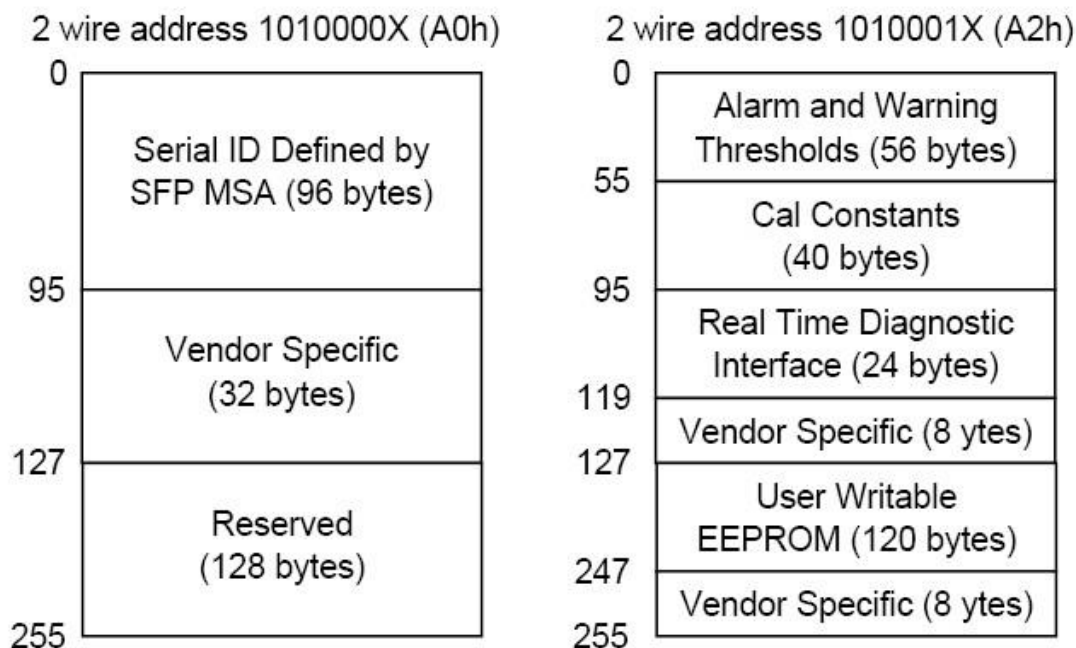 2 wire address 1010000X (A0h)
0
Serial ID Defined by
SFP MSA (96 bytes)
95
Vendor Specific
(32 bytes)
127
Reserved
(128 bytes)
255
2 wire address 1010001X (A2h)
0
Alarm and Warning
Thresholds (56 bytes)
55
Cal Constants
(40 bytes)
95
Real Time Diagnostic
Interface (24 bytes)
119
Vendor Specific (8 ytes)
127
User Writable
EEPROM (120 bytes)
247
Vendor Specific (8 ytes)
255